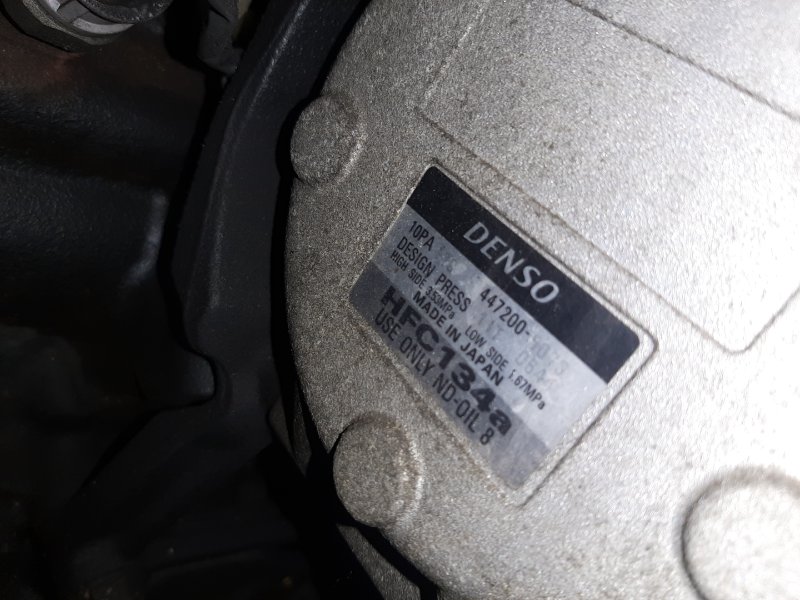 DENSO
10PA 447200-
DESIGN PRESS
HIGH SIDE 3.53MPa LOW SIDE 1.67MPa
MADE IN JAPAN
HFC134a
USE ONLY ND-OIL 8